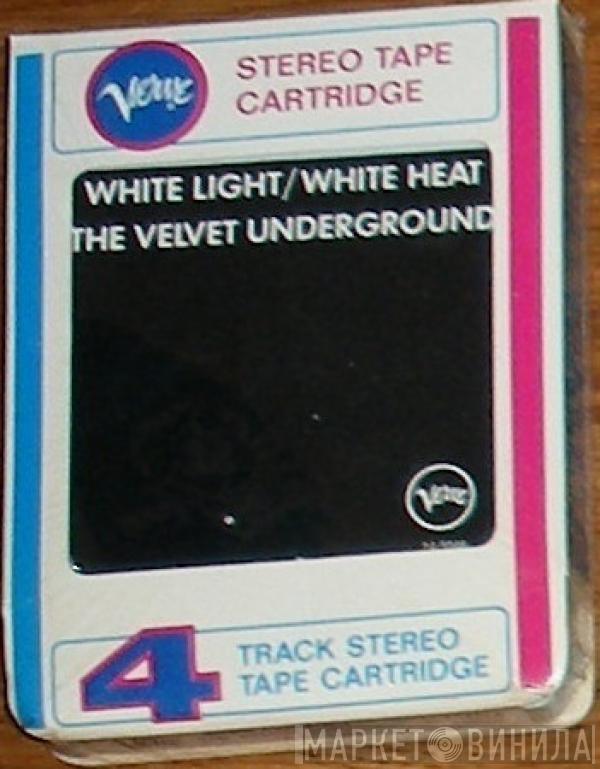 Verve
STEREO TAPE
CARTRIDGE
WHITE LIGHT/WHITE HEAT
THE VELVET UNDERGROUND
Verve
4
TRACK STEREO
TAPE CARTRIDGE
МАРКЕТ ВИНИЛА